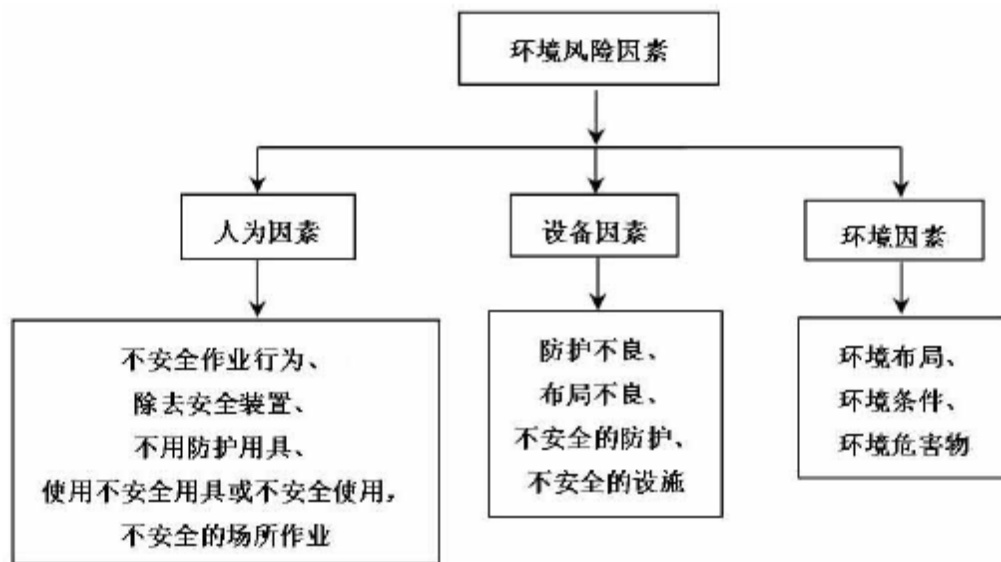 环境风险因素
人为因素
设备因素
环境因素
不安全作业行为、
除去安全装置、
不用防护用具、
使用不安全用具或不安全使用，
不安全的场所作业
防护不良、
布局不良、
不安全的防护、
不安全的设施
环境布局、
环境条件、
环境危害物